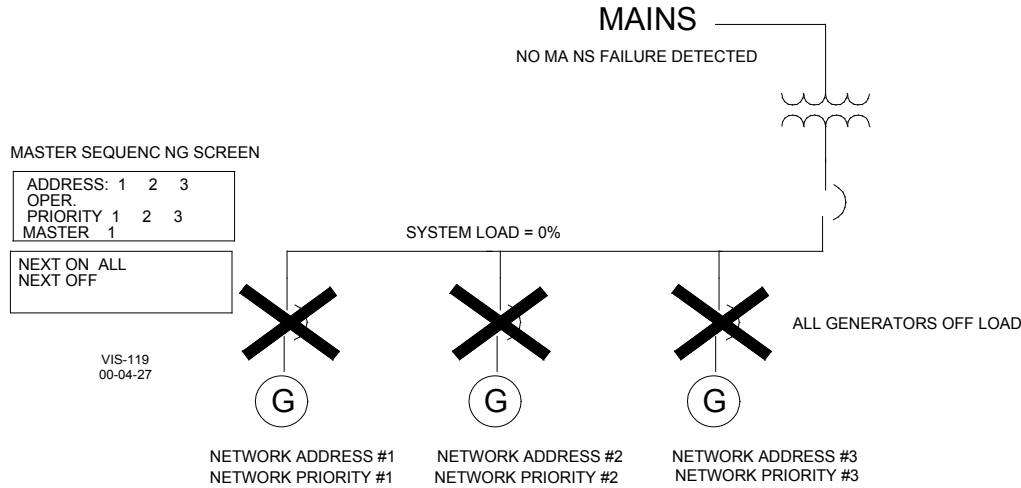 MAINS
NO MA NS FAILURE DETECTED
MASTER SEQUENC NG SCREEN
ADDRESS: 1 2 3
OPER.
PRIORITY 1 2 3
MASTER 1
SYSTEM LOAD = 0%
NEXT ON ALL
NEXT OFF
ALL GENERATORS OFF LOAD
VIS-119
00-04-27
G G G
NETWORK ADDRESS #1 NETWORK ADDRESS #2 NETWORK ADDRESS #3
NETWORK PRIORITY #1 NETWORK PRIORITY #2 NETWORK PRIORITY #3